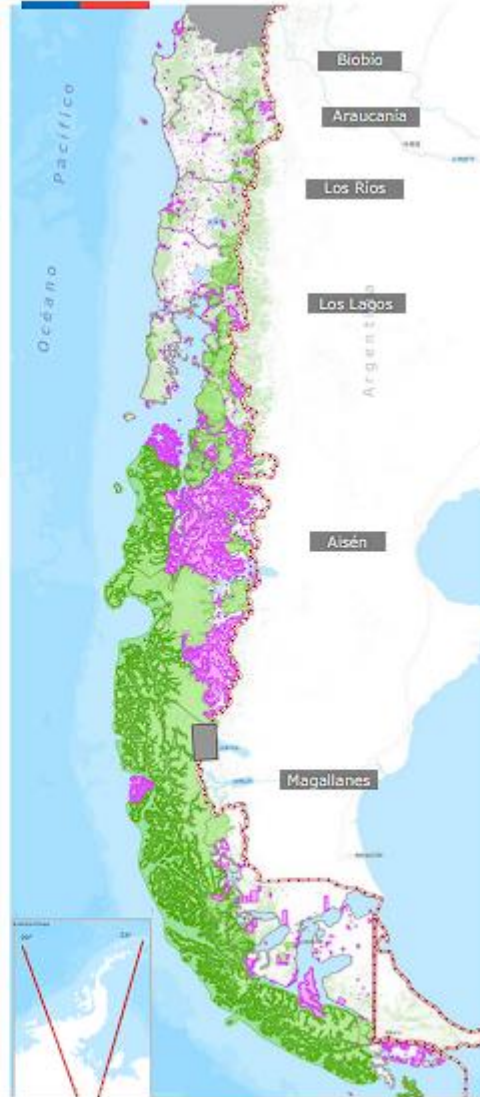 Biobío
Araucanía
Los Ríos
Los Lagos
Aisén
Magallanes
Océano Pacífico
Argentina